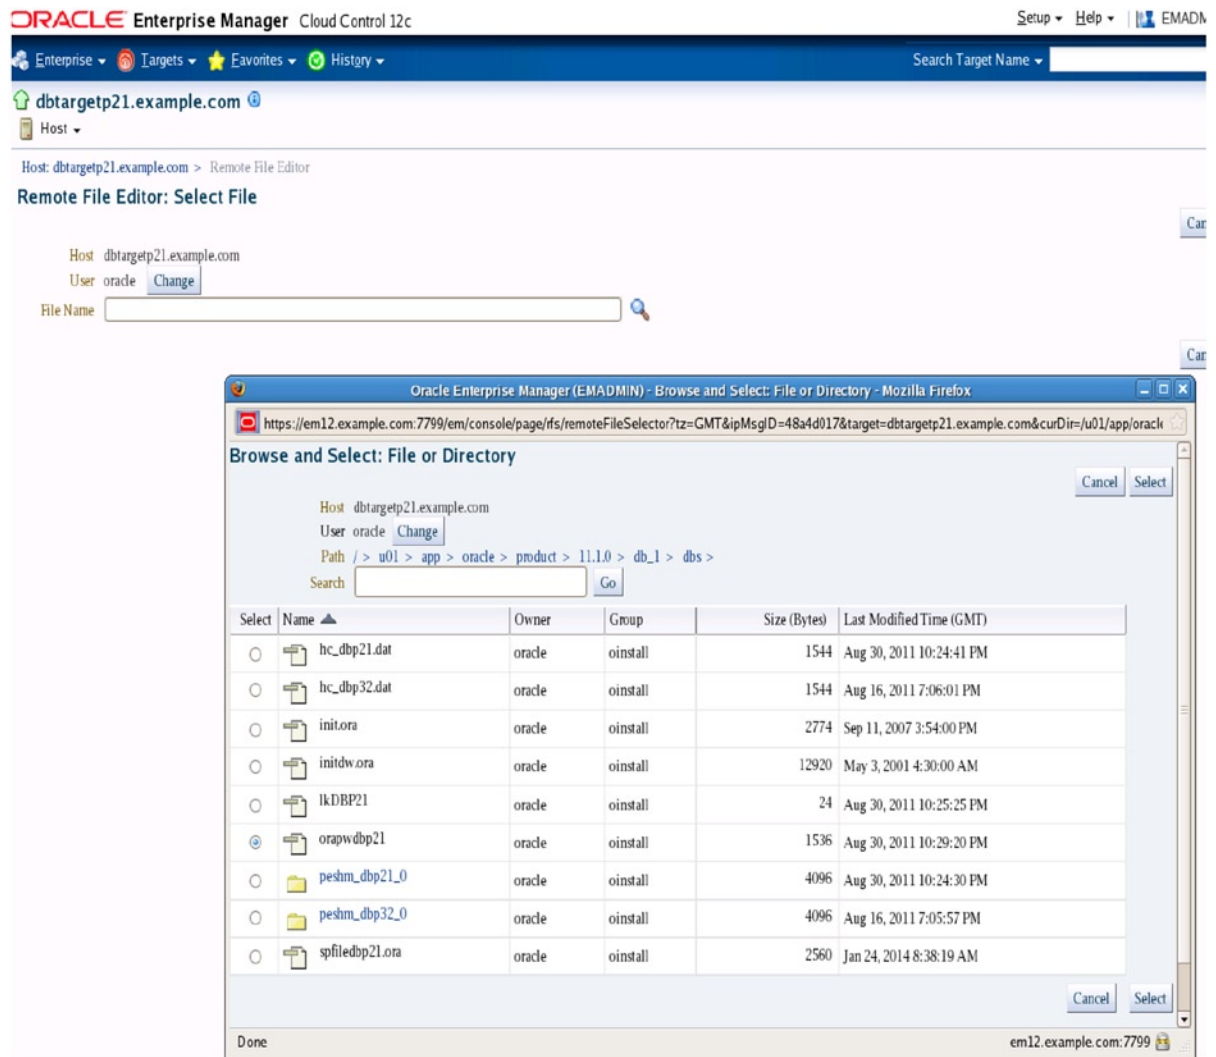 ORACLE Enterprise Manager Cloud Control 12c
Setup Help EMADM
Enterprise Targets Favorites History Search Target Name
dbtargetp21.example.com
Host
Host: dbtargetp21.example.com > Remote File Editor
Remote File Editor: Select File
Can
Host dbtargetp21.example.com
User oracle Change
File Name
Can
Oracle Enterprise Manager (EMADMIN) - Browse and Select: File or Directory - Mozilla Firefox
https://em12.example.com:7799/em/console/page/rfs/remoteFileSelector?tz=GMT&ipMsgID=48a4d017&target=dbtargetp21.example.com&curDir=/u01/app/oracle
Browse and Select: File or Directory
Cancel Select
Host dbtargetp21.example.com
User oracle Change
Path / > u01 > app > oracle > product > 11.1.0 > db_1 > dbs >
Search Go
Select Name Owner Group Size (Bytes) Last Modified Time (GMT)
hc_dbp21.dat oracle oinstall 1544 Aug 30, 2011 10:24:41 PM
hc_dbp32.dat oracle oinstall 1544 Aug 16, 2011 7:06:01 PM
init.ora oracle oinstall 2774 Sep 11, 2007 3:54:00 PM
initdw.ora oracle oinstall 12920 May 3, 2001 4:30:00 AM
lkDBP21 oracle oinstall 24 Aug 30, 2011 10:25:25 PM
orapwdbp21 oracle oinstall 1536 Aug 30, 2011 10:29:20 PM
peshm_dbp21_0 oracle oinstall 4096 Aug 30, 2011 10:24:30 PM
peshm_dbp32_0 oracle oinstall 4096 Aug 16, 2011 7:05:57 PM
spfiledbp21.ora oracle oinstall 2560 Jan 24, 2014 8:38:19 AM
Cancel Select
Done em12.example.com:7799